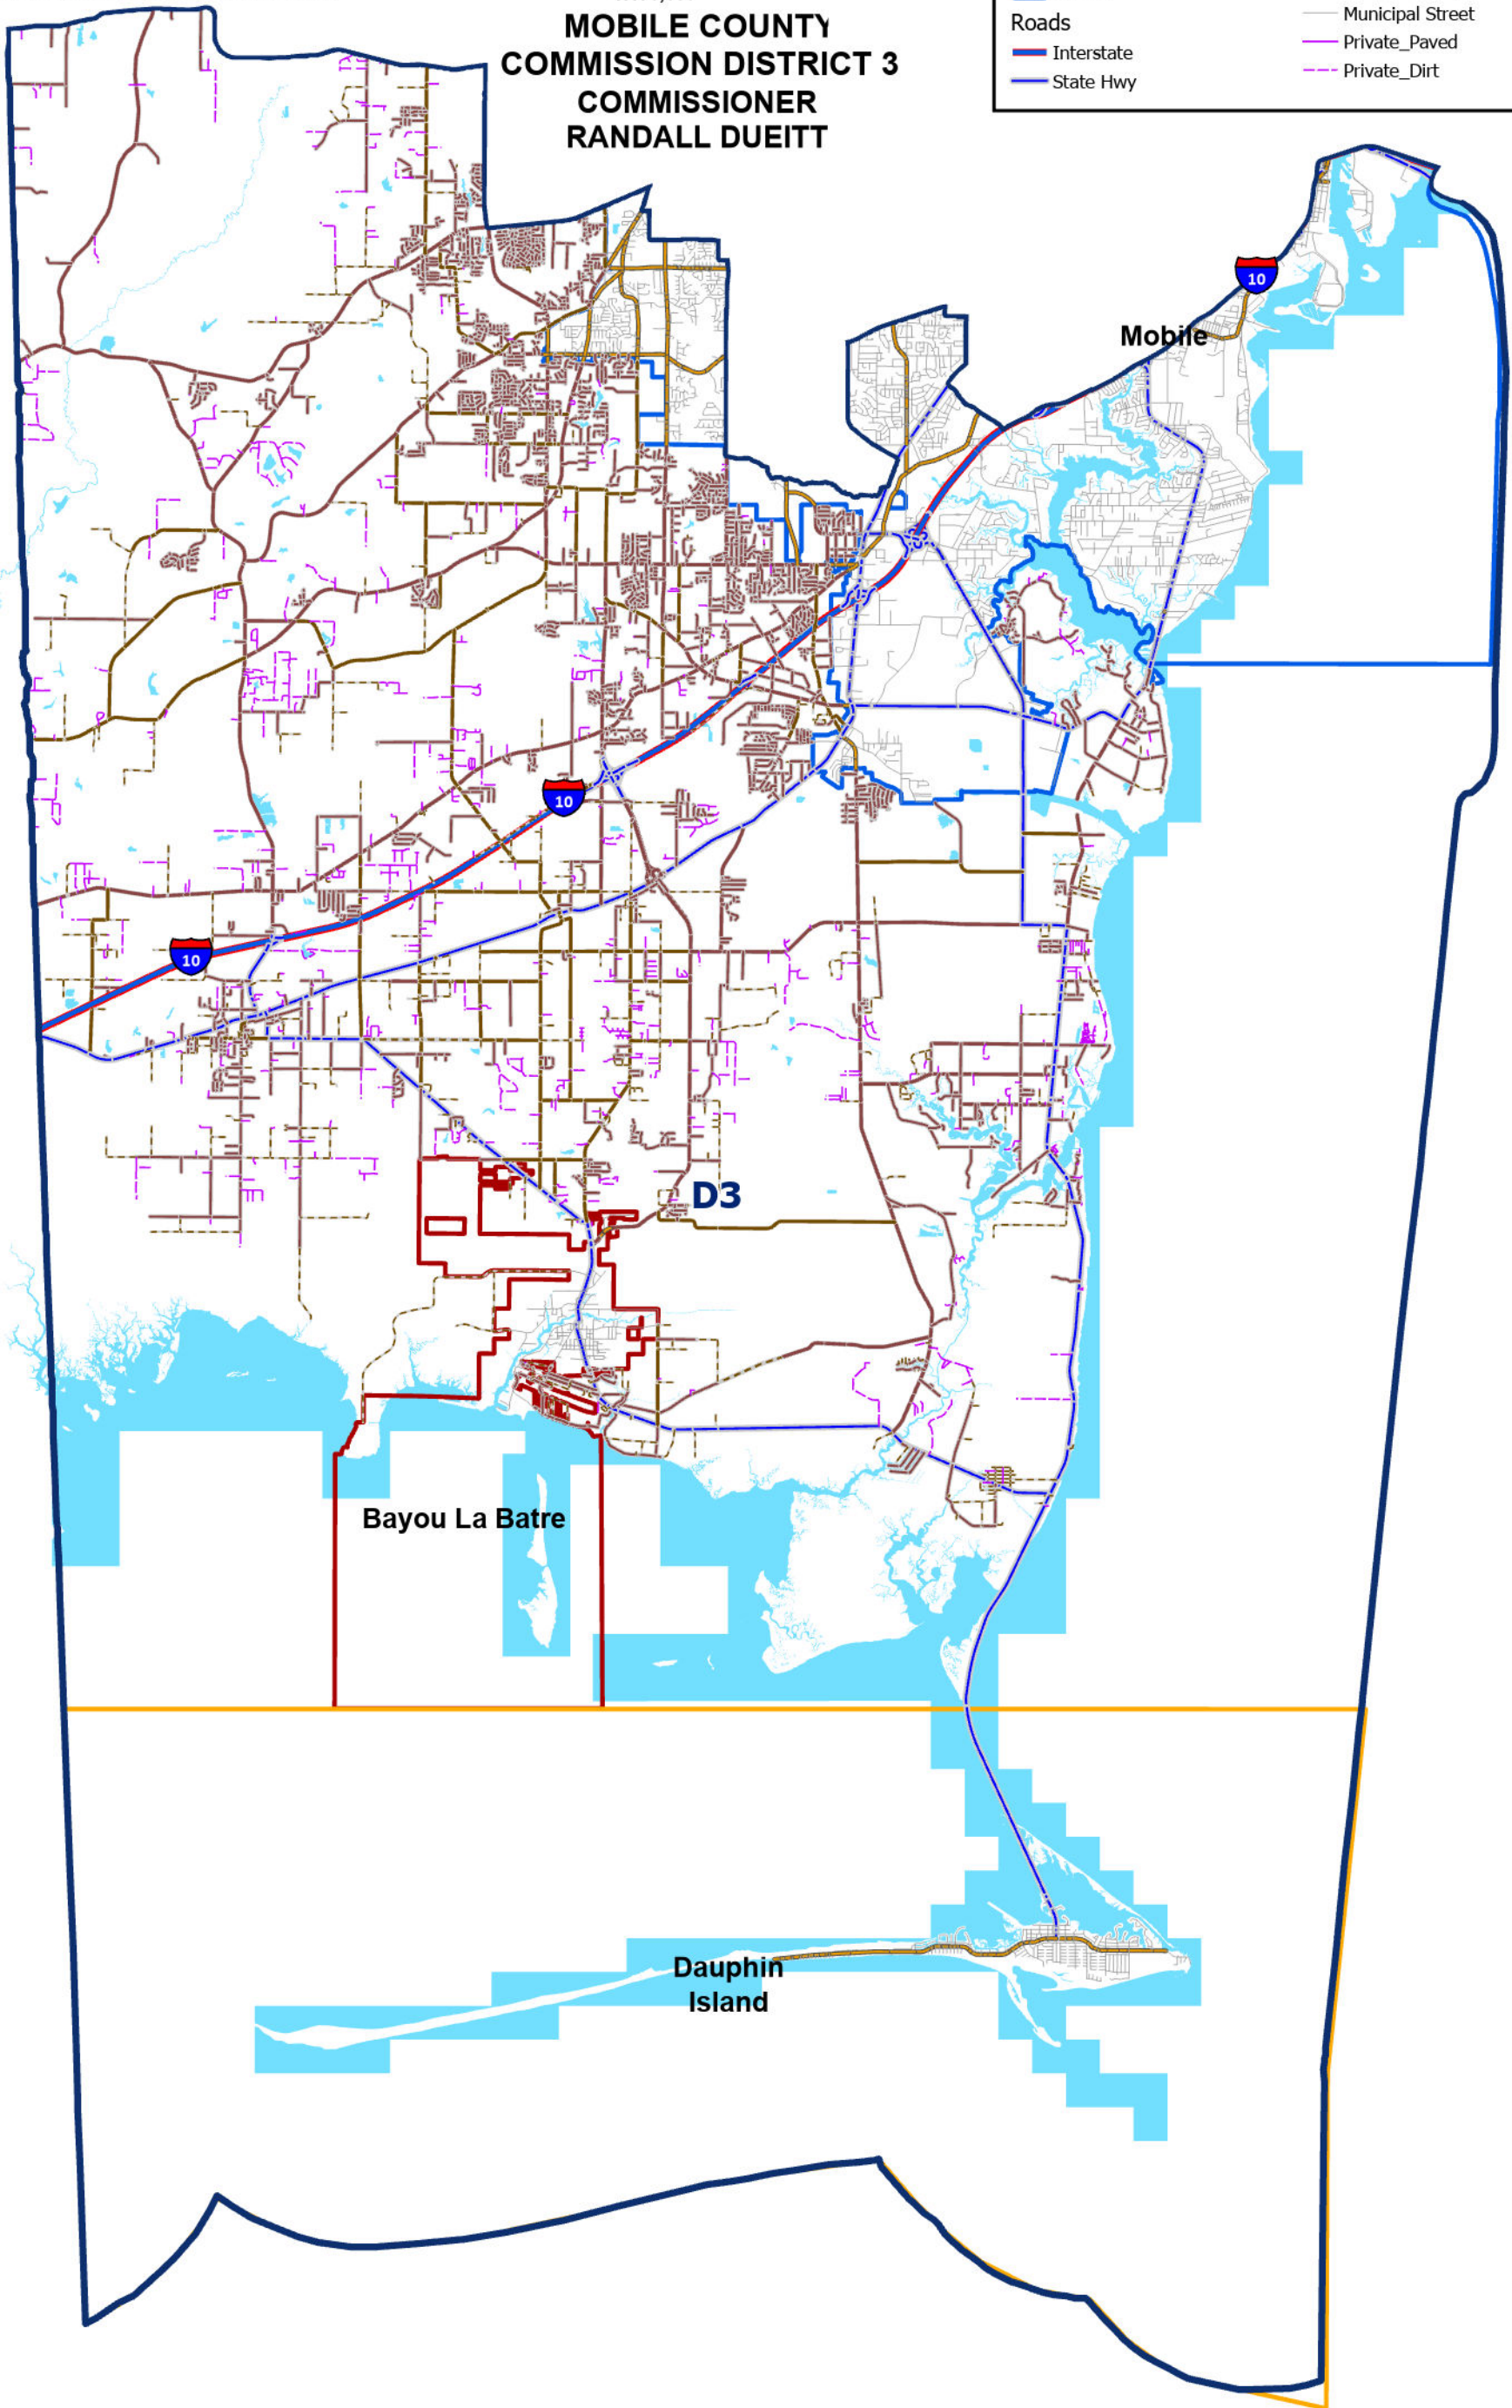 MOBILE COUNTY
COMMISSION DISTRICT 3
COMMISSIONER
RANDALL DUEITT
Roads
Interstate
State Hwy
Municipal Street
Private_Paved
Private_Dirt
10
Mobile
10
10
D3
Bayou La Batre
Dauphin
Island